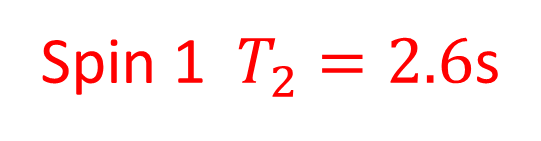 Spin 1 T₂ = 2.6s